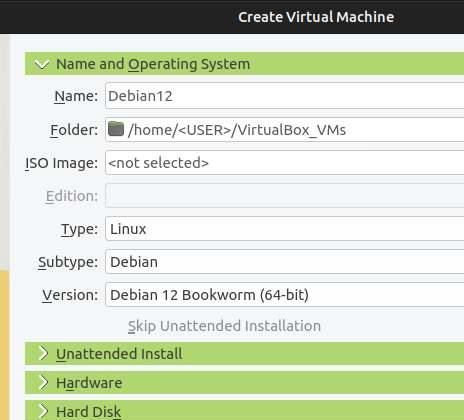 Create Virtual Machine
Name and Operating System
Name: Debian12
Folder: /home/<USER>/VirtualBox_VMs
ISO Image: <not selected>
Edition:
Type: Linux
Subtype: Debian
Version: Debian 12 Bookworm (64-bit)
Skip Unattended Installation
Unattended Install
Hardware
Hard Disk